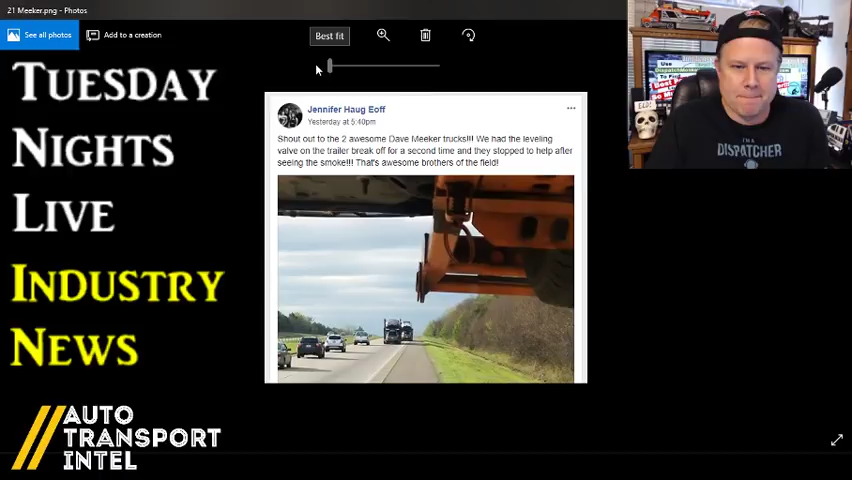 21 Meeker.png - Photos
See all photos
Add to a creation
Best fit
TUESDAY
NIGHTS
LIVE
INDUSTRY
NEWS
AUTO
TRANSPORT
INTEL
Jennifer Haug Eoff
Yesterday at 5:40pm
Shout out to the 2 awesome Dave Meeker trucks!!! We had the leveling
valve on the trailer break off for a second time and they stopped to help after
seeing the smoke!!! That's awesome brothers of the field!
ELD!
I'M A
DISPATCHER